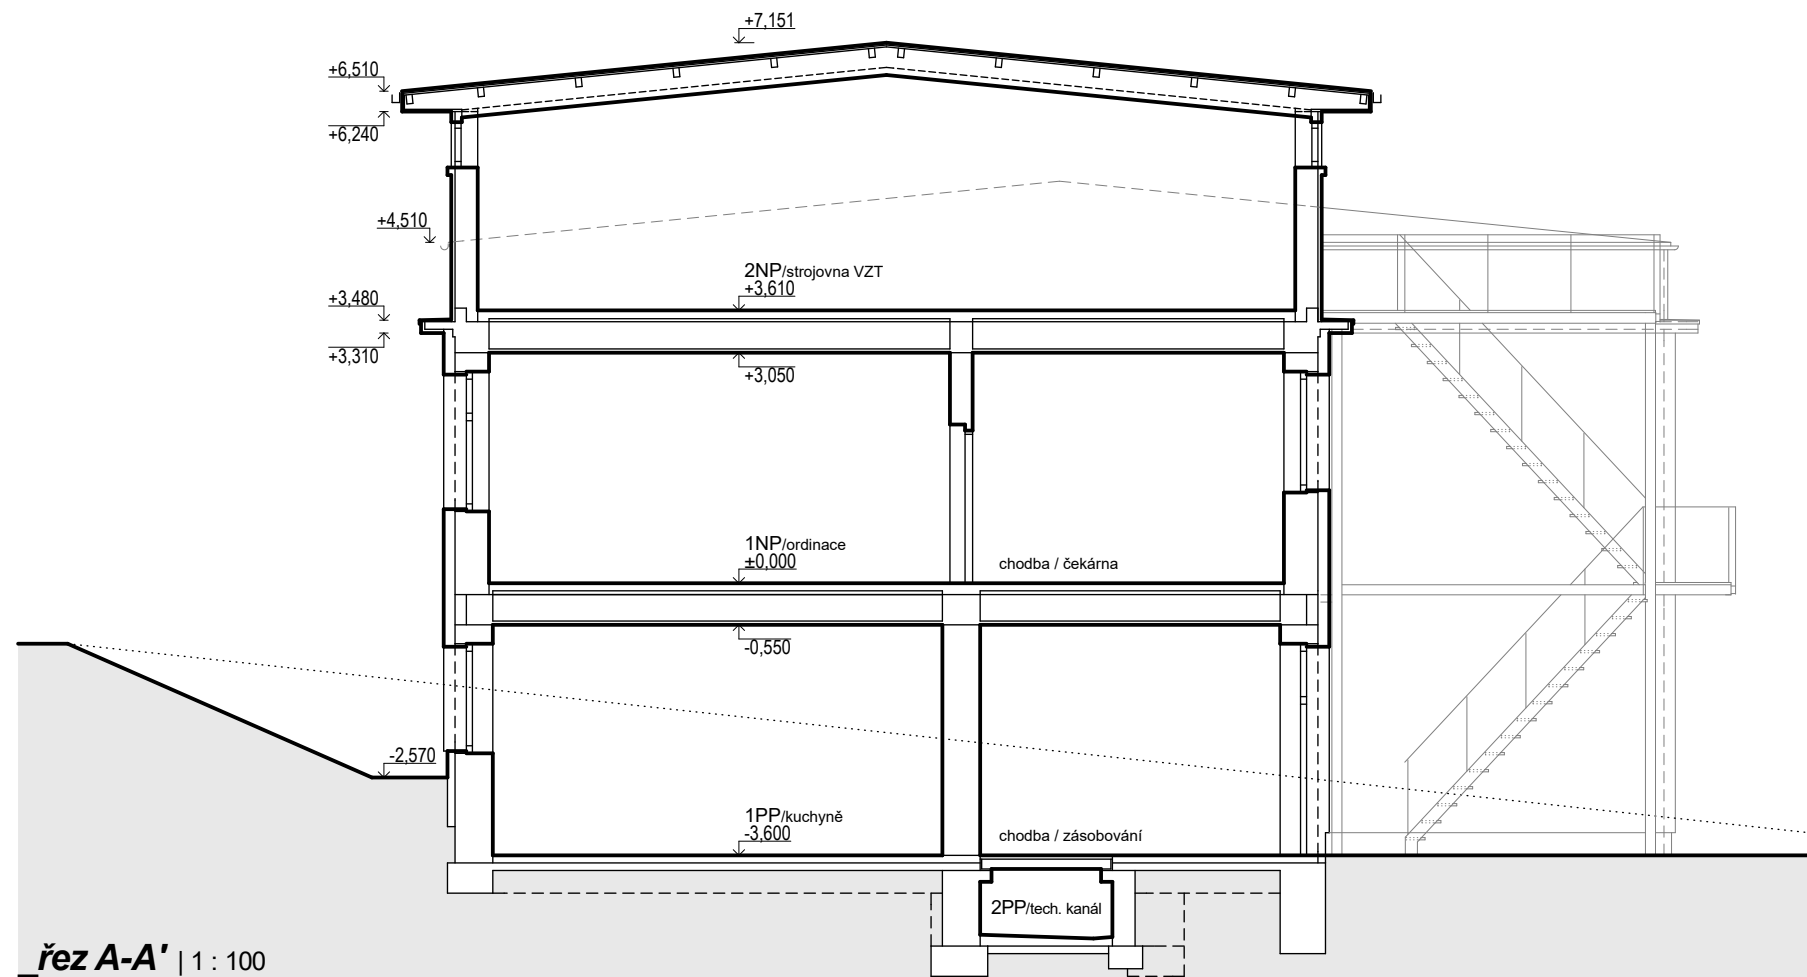 +7,151
+6,510
+6,240
+4,510
2NP/strojovna VZT
+3,610
+3,480
+3,310
+3,050
1NP/ordinace
±0,000
chodba / čekárna
-0,550
-2,570
1PP/kuchyně
-3,600
chodba / zásobování
2PP/tech. kanál
řez A-A' | 1 : 100